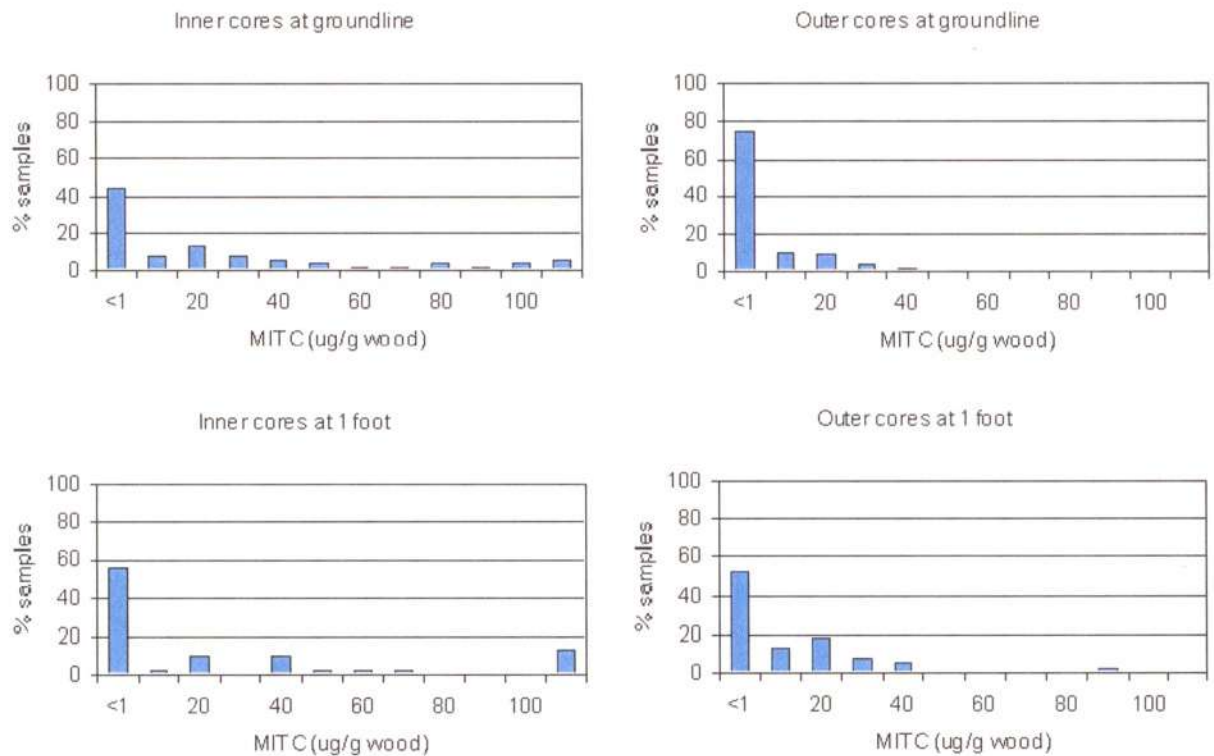 Inner cores at groundline
% samples
100
80
60
40
20
0
<1 20 40 60 80 100
MITC (ug/g wood)
Outer cores at groundline
% samples
100
80
60
40
20
0
<1 20 40 60 80 100
MITC (ug/g wood)
Inner cores at 1 foot
% samples
100
80
60
40
20
0
<1 20 40 60 80 100
MITC (ug/g wood)
Outer cores at 1 foot
% samples
100
80
60
40
20
0
<1 20 40 60 80 100
MITC (ug/g wood)